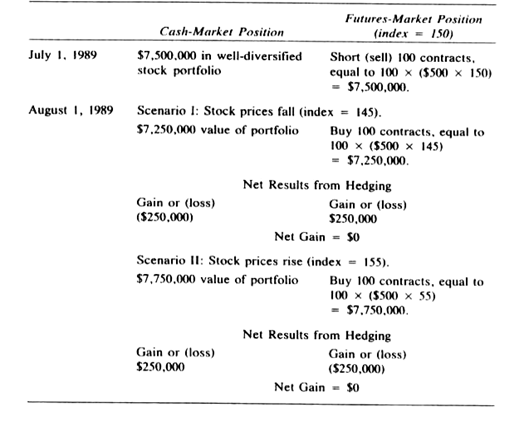 Futures-Market Position
Cash-Market Position (index = 150)
July 1, 1989 $7,500,000 in well-diversified Short (sell) 100 contracts,
stock portfolio equal to 100 × ($500 × 150)
= $7,500,000.
August 1, 1989 Scenario I: Stock prices fall (index = 145).
$7,250,000 value of portfolio Buy 100 contracts, equal to
100 × ($500 × 145)
= $7,250,000.
Net Results from Hedging
Gain or (loss) Gain or (loss)
($250,000) $250,000
Net Gain = $0
Scenario II: Stock prices rise (index = 155).
$7,750,000 value of portfolio Buy 100 contracts, equal to
100 × ($500 × 55)
= $7,750,000.
Net Results from Hedging
Gain or (loss) Gain or (loss)
$250,000 ($250,000)
Net Gain = $0